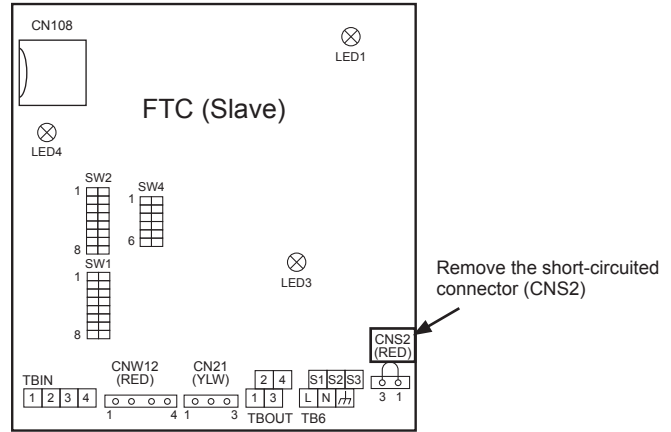 CN108
LED1
FTC (Slave)
LED4
SW2
1
8
SW4
1
6
SW1
1
8
LED3
Remove the short-circuited
connector (CNS2)
CNS2
(RED)
3 1
TBIN
1 2 3 4
CNW12
(RED)
1 4
CN21
(YLW)
1 3
2 4
1 3
TBOUT
S1 S2 S3
L N
TB6